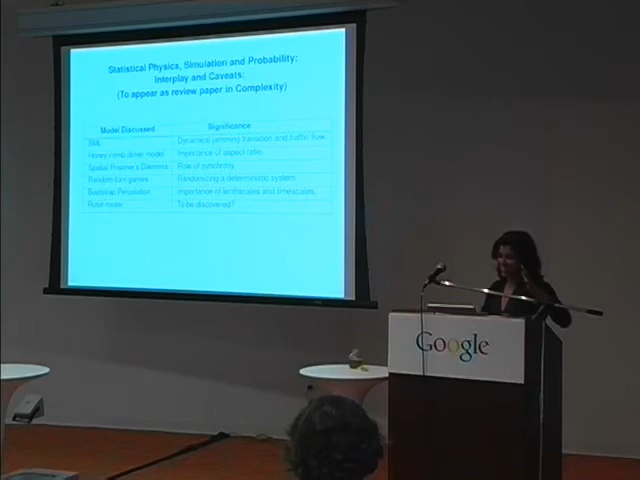 Statistical Physics, Simulation and Probability:
Interplay and Caveats:
(To appear as review paper in Complexity)
Model Discussed Significance
BML Dynamical jamming transition and traffic flow.
Honeycomb dimer model Importance of aspect ratio.
Spatial Prisoner's Dilemma Role of synchrony.
Random-turn games Randomizing a deterministic system.
Bootstrap Percolation Importance of lenthscales and timescales.
Rotor router To be discovered?
Google